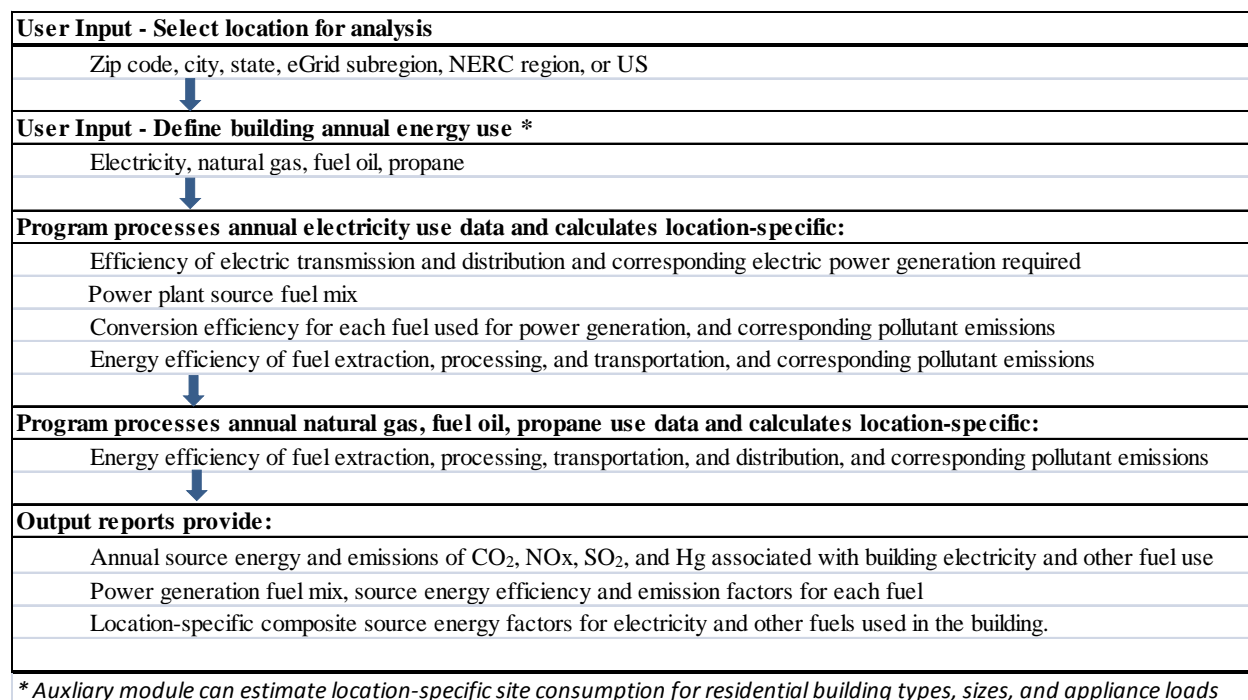 User Input - Select location for analysis
Zip code, city, state, eGrid subregion, NERC region, or US
User Input - Define building annual energy use *
Electricity, natural gas, fuel oil, propane
Program processes annual electricity use data and calculates location-specific:
Efficiency of electric transmission and distribution and corresponding electric power generation required
Power plant source fuel mix
Conversion efficiency for each fuel used for power generation, and corresponding pollutant emissions
Energy efficiency of fuel extraction, processing, and transportation, and corresponding pollutant emissions
Program processes annual natural gas, fuel oil, propane use data and calculates location-specific:
Energy efficiency of fuel extraction, processing, transportation, and distribution, and corresponding pollutant emissions
Output reports provide:
Annual source energy and emissions of CO₂, NOx, SO₂, and Hg associated with building electricity and other fuel use
Power generation fuel mix, source energy efficiency and emission factors for each fuel
Location-specific composite source energy factors for electricity and other fuels used in the building.
* Auxliary module can estimate location-specific site consumption for residential building types, sizes, and appliance loads